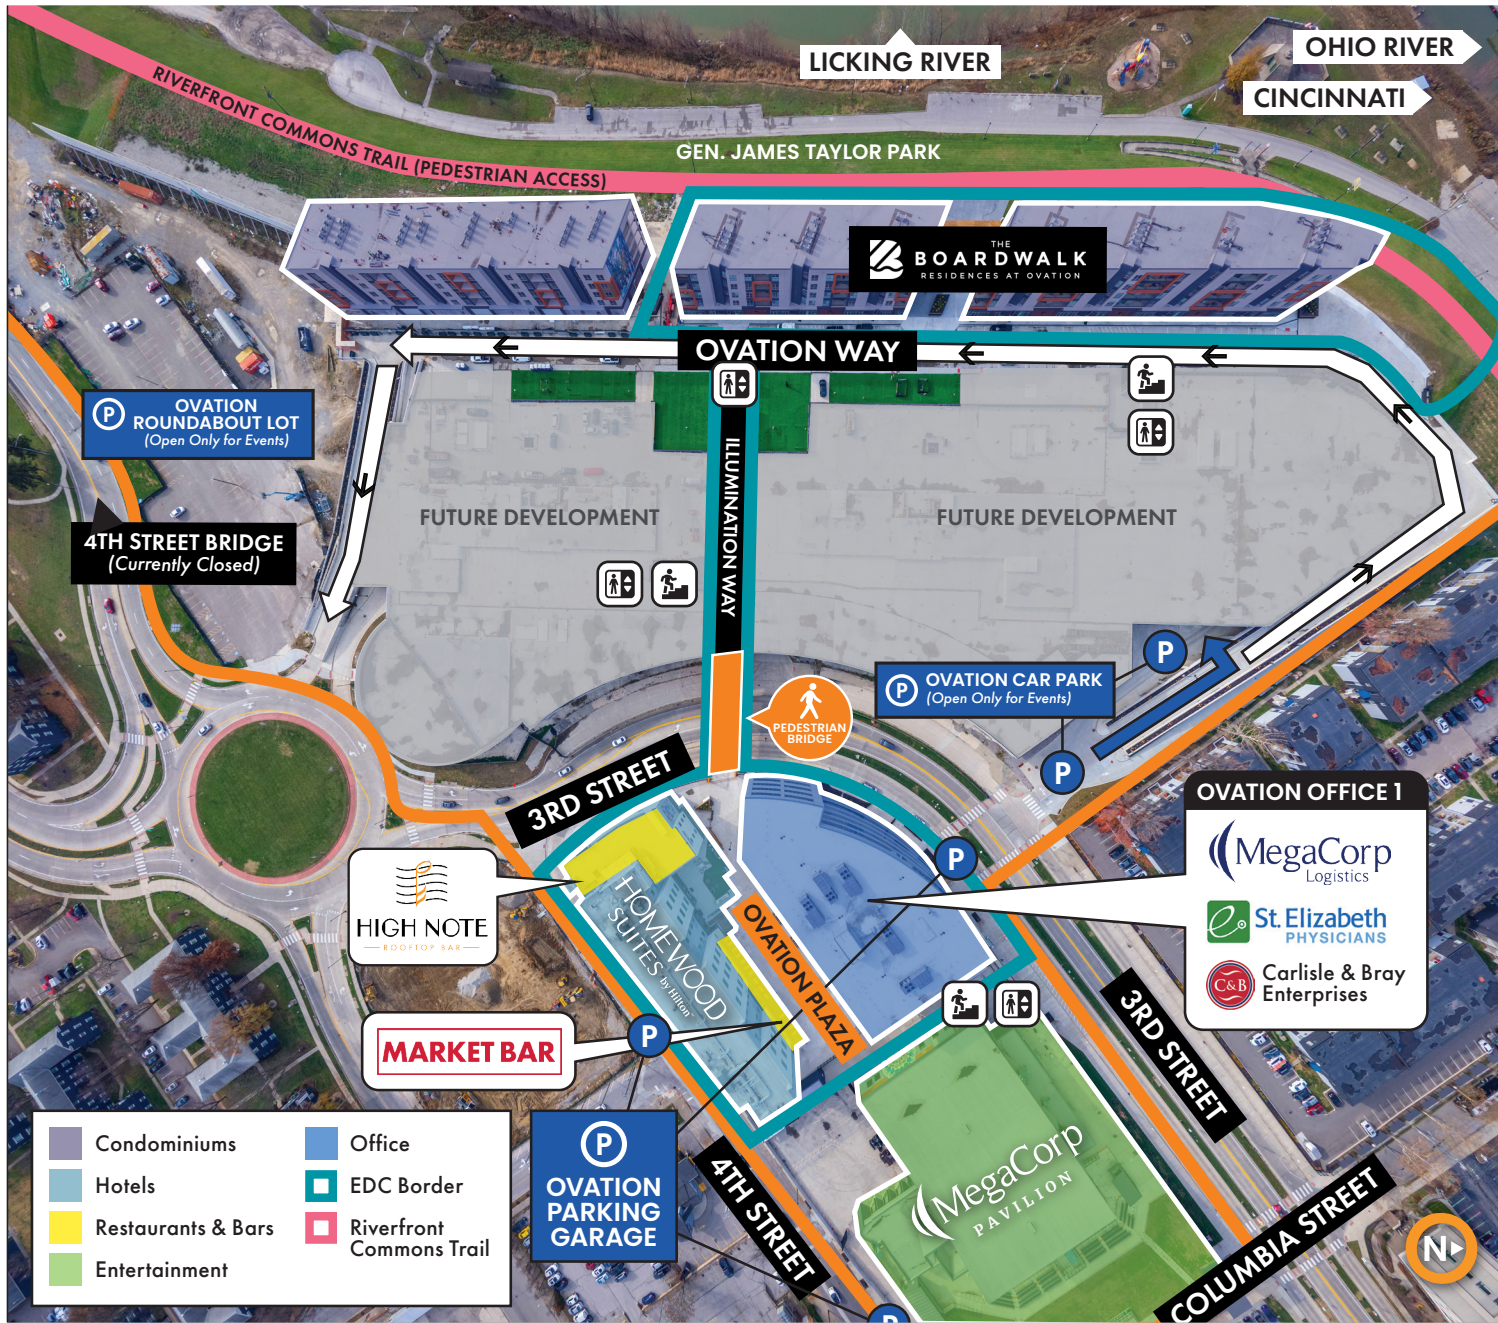 LICKING RIVER
OHIO RIVER
CINCINNATI
RIVERFRONT COMMONS TRAIL (PEDESTRIAN ACCESS)
GEN. JAMES TAYLOR PARK
THE
BOARDWALK
RESIDENCES AT OVATION
OVATION WAY
P
OVATION
ROUNDABOUT LOT
(Open Only for Events)
ILLUMINATION WAY
FUTURE DEVELOPMENT
FUTURE DEVELOPMENT
4TH STREET BRIDGE
(Currently Closed)
P
P
OVATION CAR PARK
(Open Only for Events)
PEDESTRIAN
BRIDGE
P
3RD STREET
OVATION OFFICE 1
MegaCorp
Logistics
St. Elizabeth
PHYSICIANS
C&B
Carlisle & Bray
Enterprises
P
HIGH NOTE
ROOFTOP BAR
HOMEWOOD
SUITES
by Hilton
OVATION PLAZA
MARKET BAR
P
3RD STREET
P
OVATION
PARKING
GARAGE
4TH STREET
MegaCorp
PAVILION
COLUMBIA STREET
N
P
Condominiums
Hotels
Restaurants & Bars
Entertainment
Office
EDC Border
Riverfront
Commons Trail